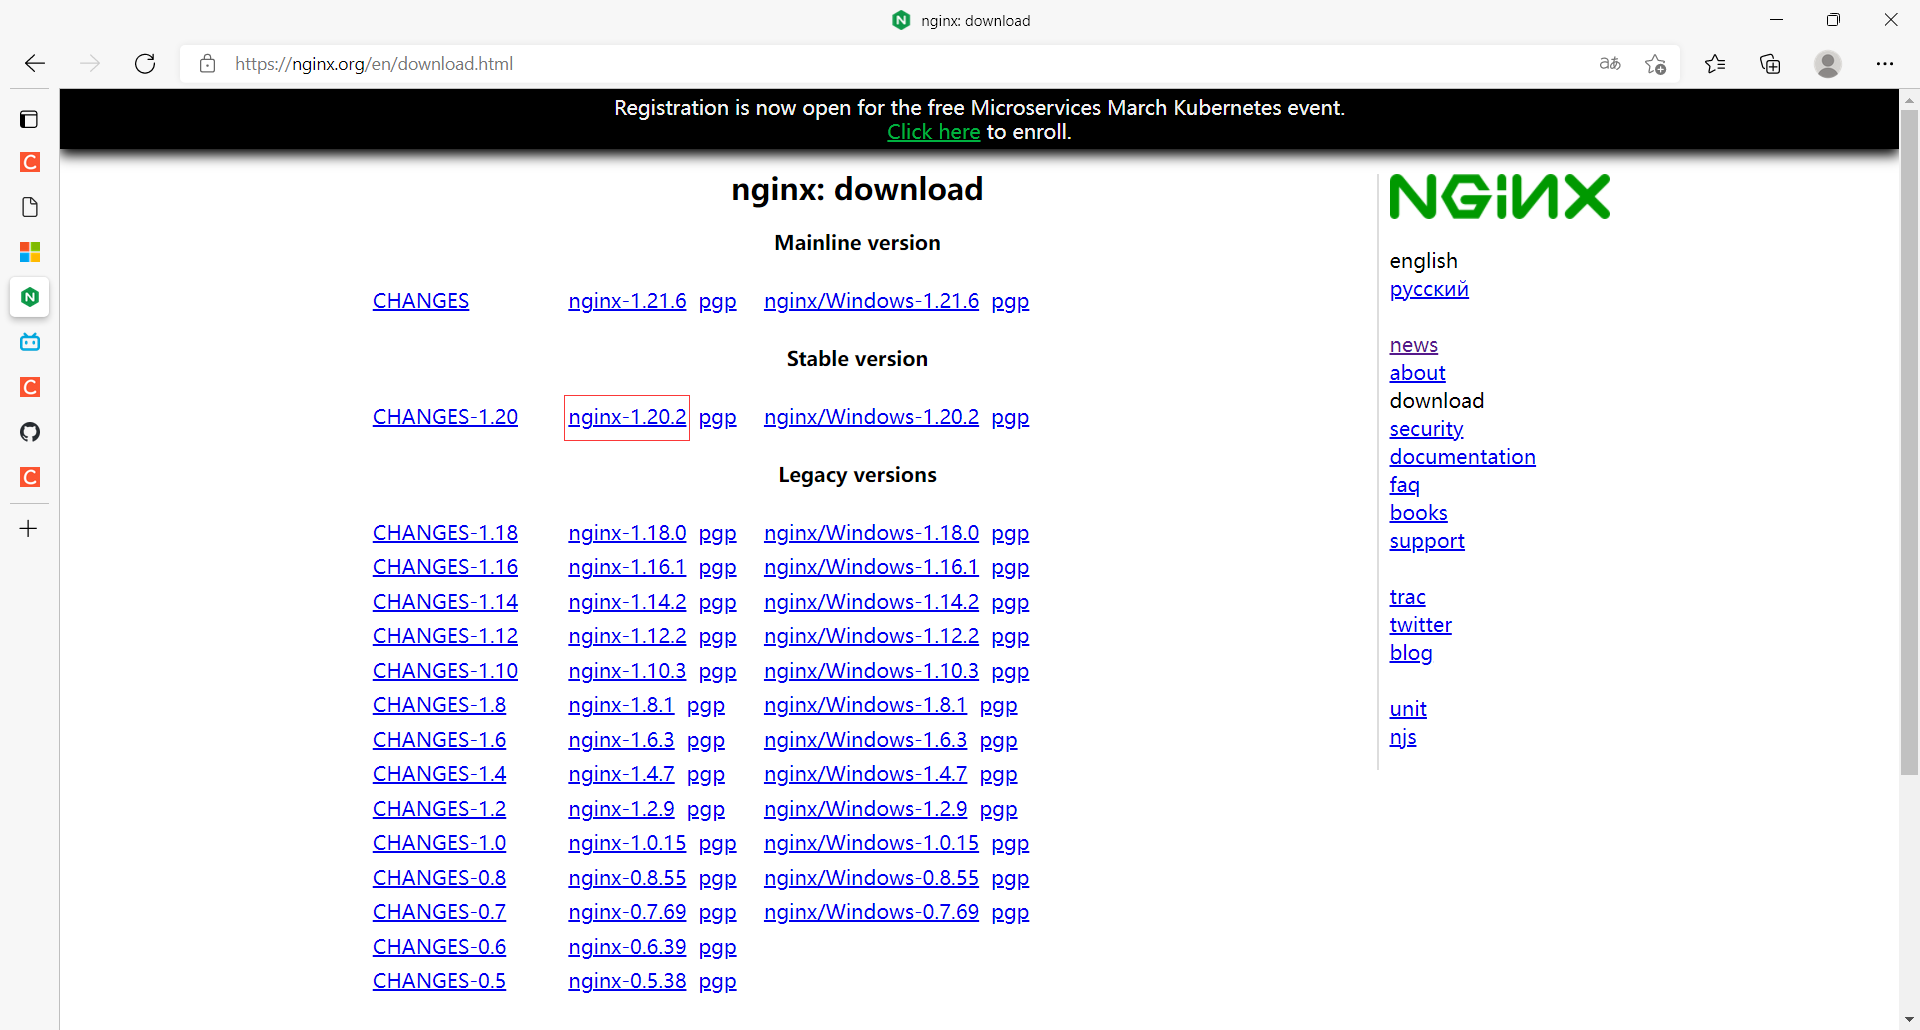 nginx: download
https://nginx.org/en/download.html
Registration is now open for the free Microservices March Kubernetes event.
Click here to enroll.
nginx: download
Mainline version
CHANGES nginx-1.21.6 pgp nginx/Windows-1.21.6 pgp
Stable version
CHANGES-1.20 nginx-1.20.2 pgp nginx/Windows-1.20.2 pgp
Legacy versions
CHANGES-1.18 nginx-1.18.0 pgp nginx/Windows-1.18.0 pgp
CHANGES-1.16 nginx-1.16.1 pgp nginx/Windows-1.16.1 pgp
CHANGES-1.14 nginx-1.14.2 pgp nginx/Windows-1.14.2 pgp
CHANGES-1.12 nginx-1.12.2 pgp nginx/Windows-1.12.2 pgp
CHANGES-1.10 nginx-1.10.3 pgp nginx/Windows-1.10.3 pgp
CHANGES-1.8 nginx-1.8.1 pgp nginx/Windows-1.8.1 pgp
CHANGES-1.6 nginx-1.6.3 pgp nginx/Windows-1.6.3 pgp
CHANGES-1.4 nginx-1.4.7 pgp nginx/Windows-1.4.7 pgp
CHANGES-1.2 nginx-1.2.9 pgp nginx/Windows-1.2.9 pgp
CHANGES-1.0 nginx-1.0.15 pgp nginx/Windows-1.0.15 pgp
CHANGES-0.8 nginx-0.8.55 pgp nginx/Windows-0.8.55 pgp
CHANGES-0.7 nginx-0.7.69 pgp nginx/Windows-0.7.69 pgp
CHANGES-0.6 nginx-0.6.39 pgp
CHANGES-0.5 nginx-0.5.38 pgp
NGINX
english
русский
news
about
download
security
documentation
faq
books
support
trac
twitter
blog
unit
njs